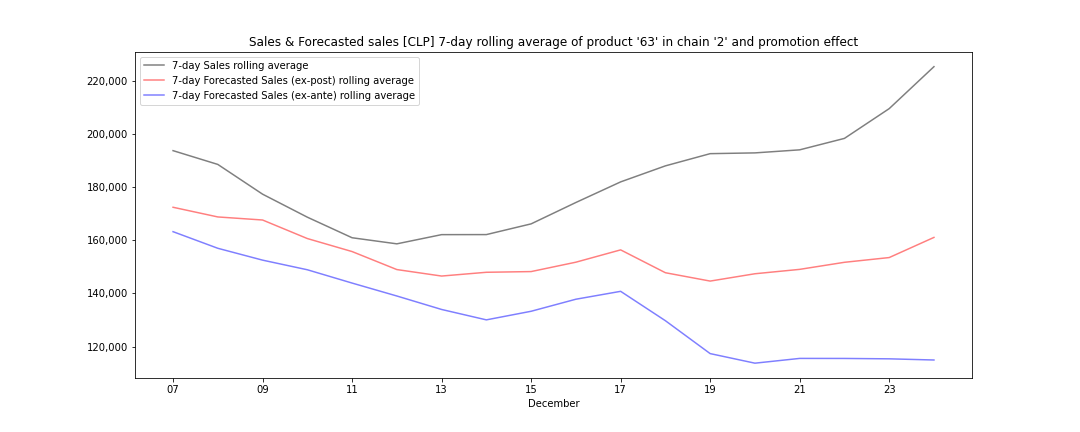 Sales & Forecasted sales [CLP] 7-day rolling average of product '63' in chain '2' and promotion effect
7-day Sales rolling average
7-day Forecasted Sales (ex-post) rolling average
7-day Forecasted Sales (ex-ante) rolling average
220,000
200,000
180,000
160,000
140,000
120,000
07 09 11 13 15 17 19 21 23
December